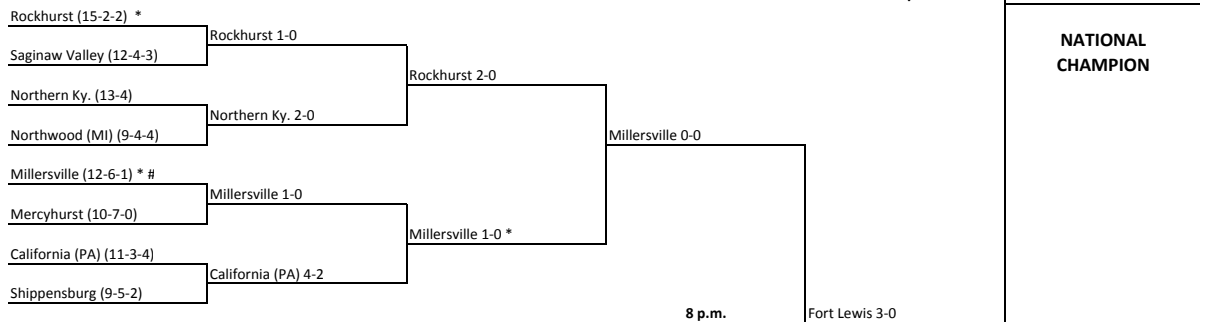 Rockhurst (15-2-2) *
Rockhurst 1-0
Saginaw Valley (12-4-3)
Rockhurst 2-0
Northern Ky. (13-4)
Northern Ky. 2-0
Northwood (MI) (9-4-4)
Millersville 0-0
Millersville (12-6-1) * #
Millersville 1-0
Mercyhurst (10-7-0)
Millersville 1-0 *
California (PA) (11-3-4)
California (PA) 4-2
Shippensburg (9-5-2)
8 p.m.
Fort Lewis 3-0
NATIONAL
CHAMPION